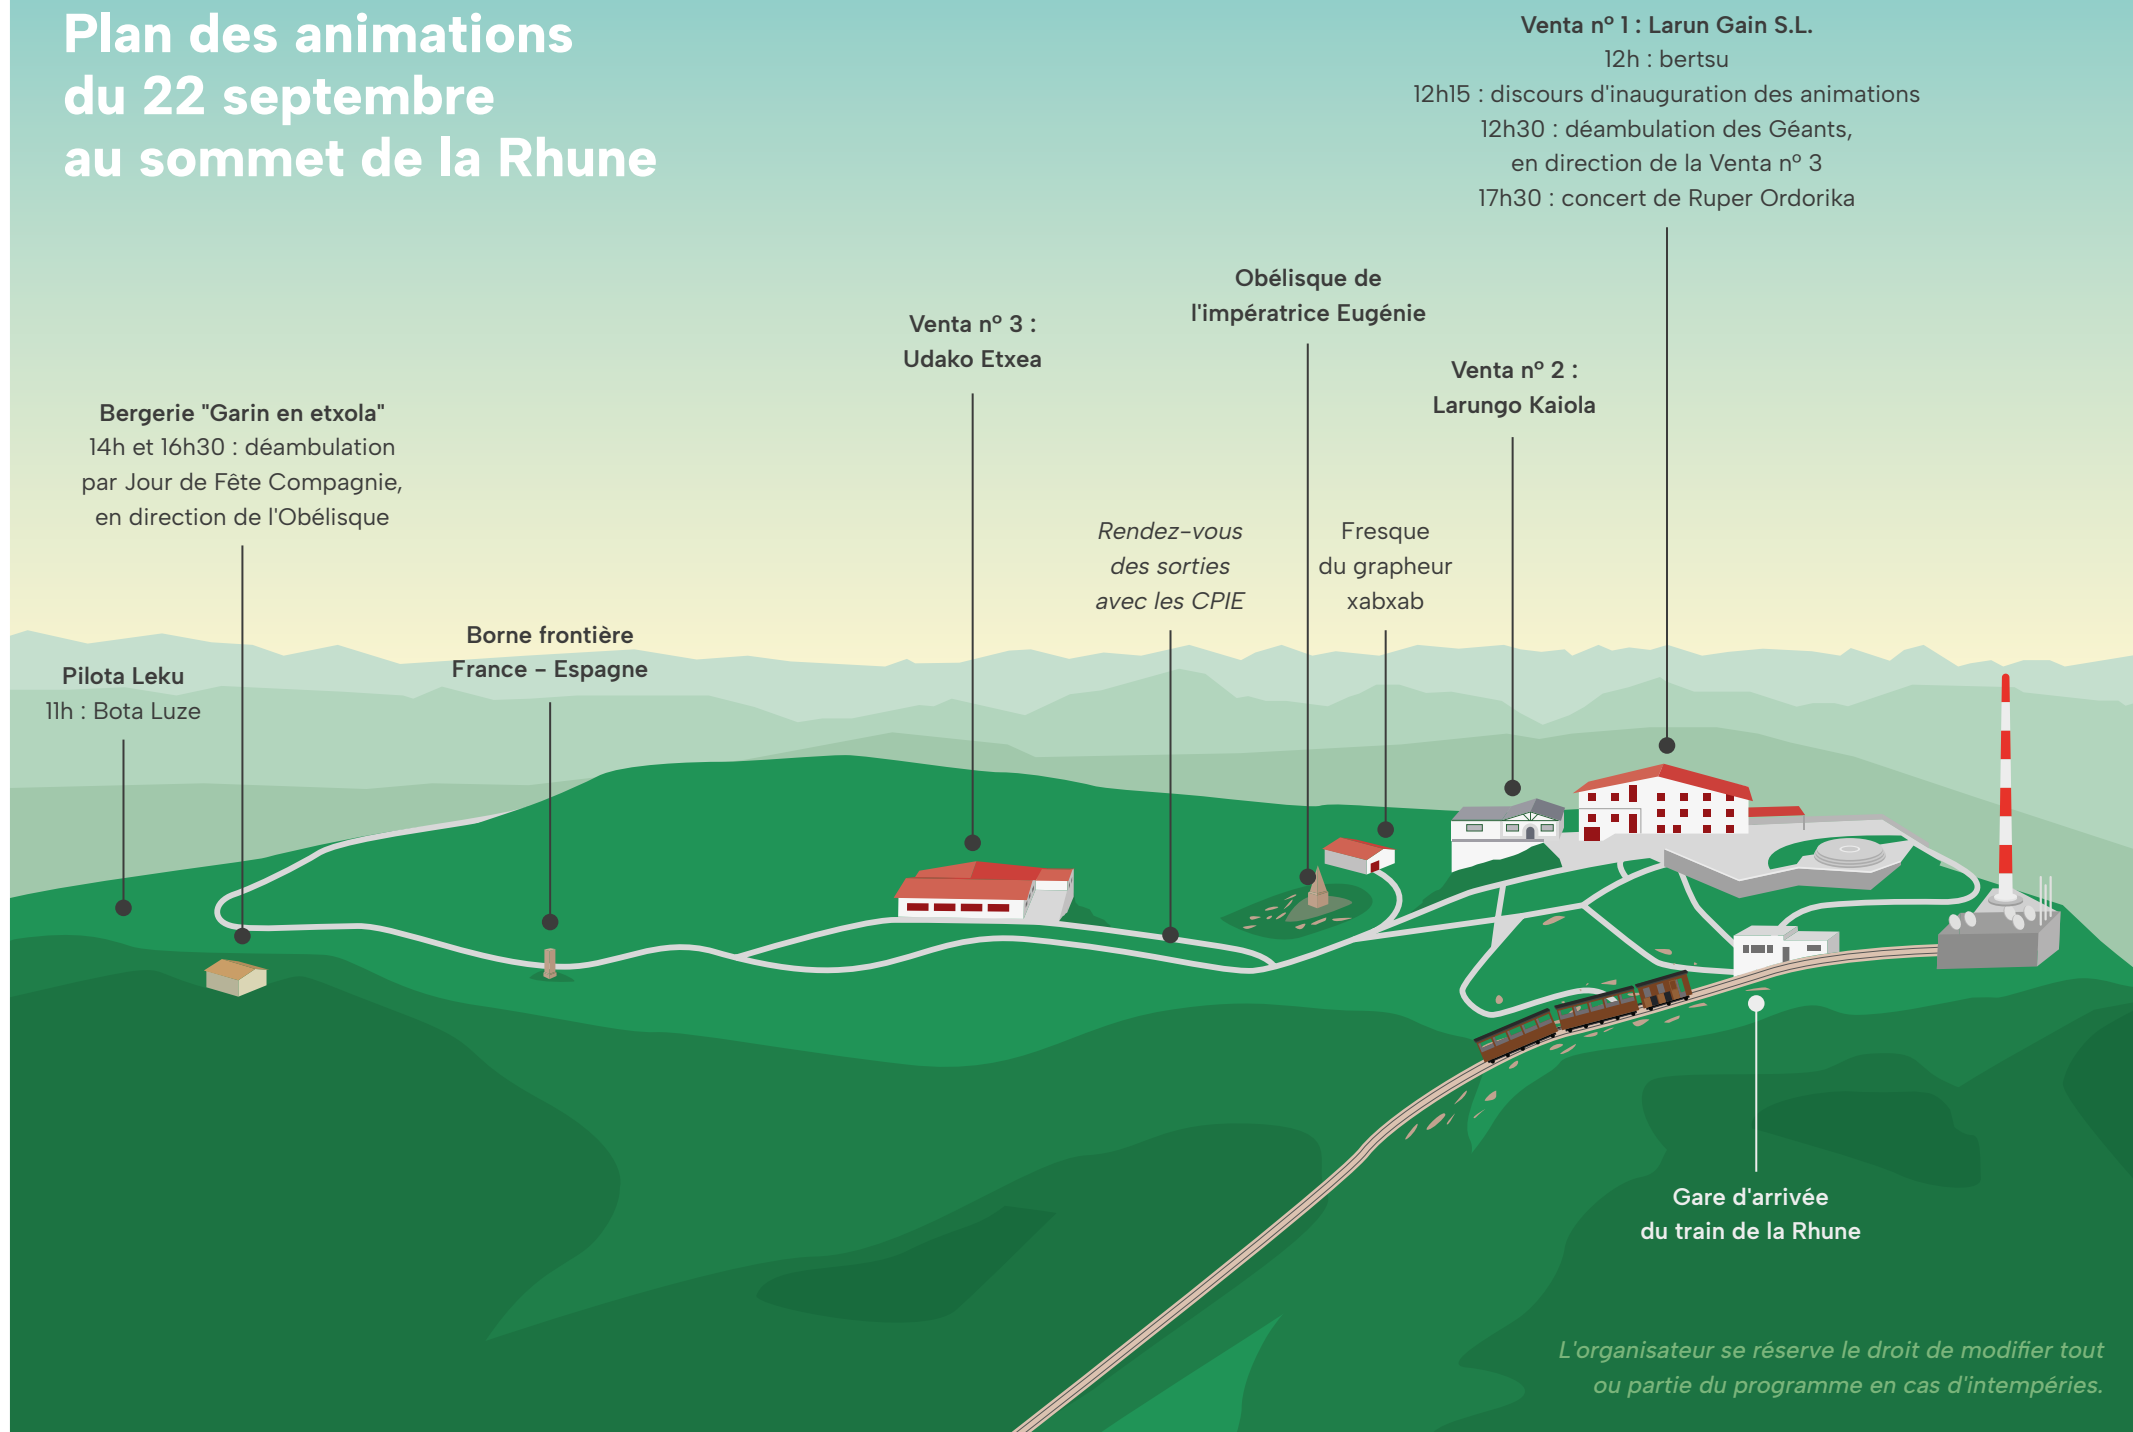 Plan des animations
du 22 septembre
au sommet de la Rhune
Venta nº 1 : Larun Gain S.L.
12h : bertsu
12h15 : discours d'inauguration des animations
12h30 : déambulation des Géants,
en direction de la Venta nº 3
17h30 : concert de Ruper Ordorika
Obélisque de
l'impératrice Eugénie
Venta nº 3 :
Udako Etxea
Venta nº 2 :
Larungo Kaiola
Bergerie "Garin en etxola"
14h et 16h30 : déambulation
par Jour de Fête Compagnie,
en direction de l'Obélisque
Rendez-vous
des sorties
avec les CPIE
Fresque
du grapheur
xabxab
Borne frontière
France - Espagne
Pilota Leku
11h : Bota Luze
Gare d'arrivée
du train de la Rhune
L'organisateur se réserve le droit de modifier tout
ou partie du programme en cas d'intempéries.